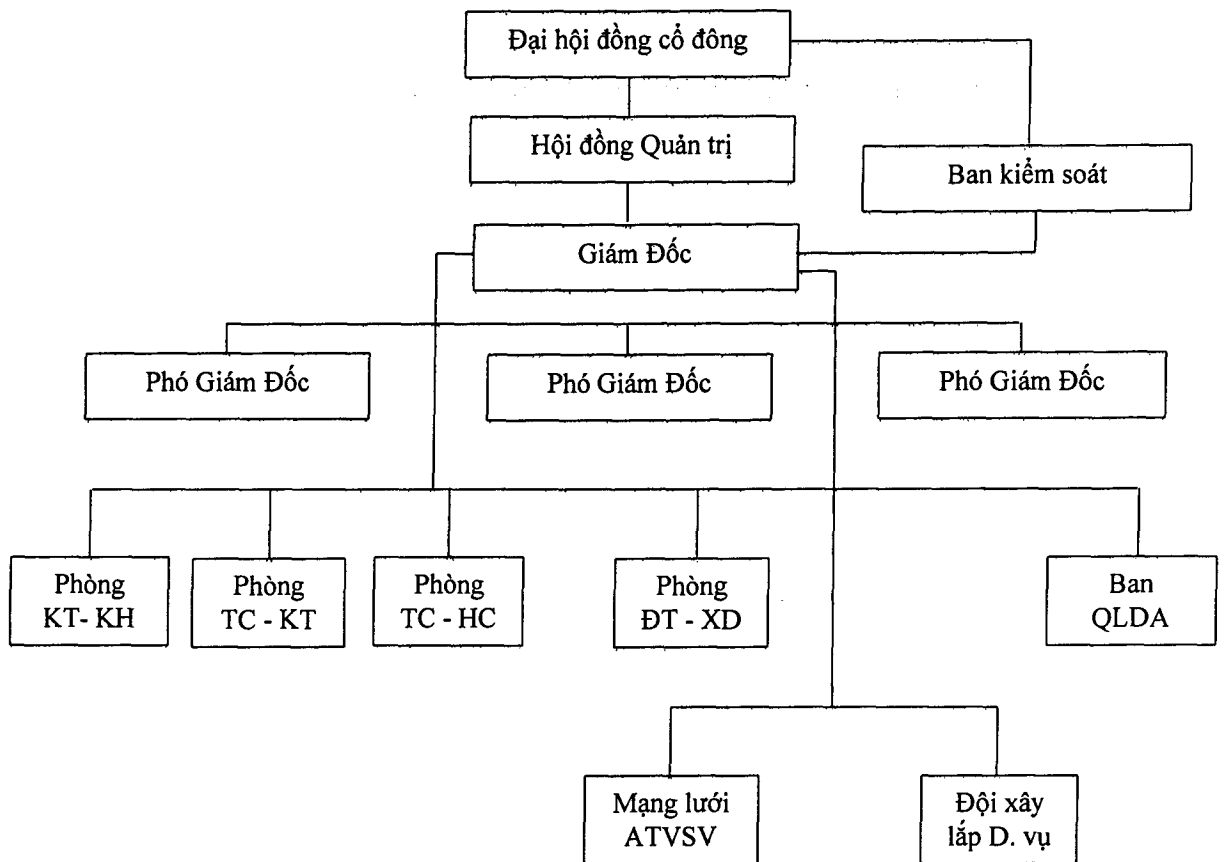 Đại hội đồng cổ đông
Hội đồng Quản trị
Ban kiểm soát
Giám Đốc
Phó Giám Đốc
Phó Giám Đốc
Phó Giám Đốc
Phòng
KT- KH
Phòng
TC - KT
Phòng
TC - HC
Phòng
ĐT - XD
Ban
QLDA
Mạng lưới
ATVSV
Đội xây
lắp D. vụ